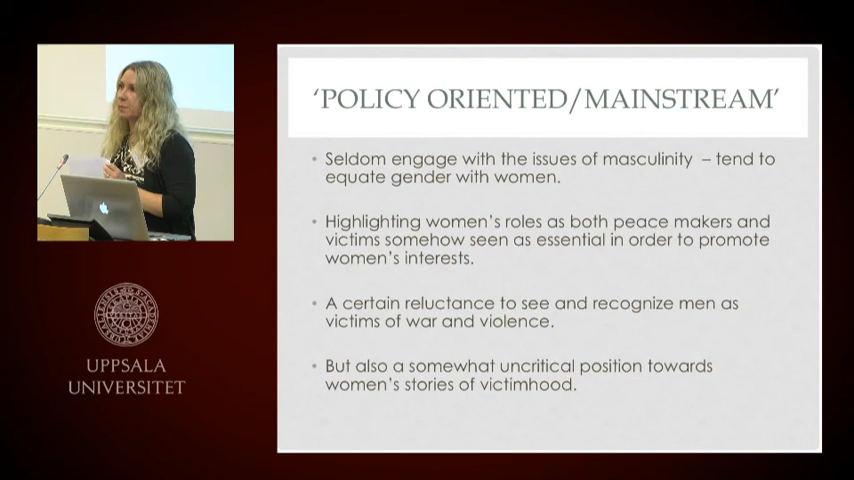 'POLICY ORIENTED/MAINSTREAM'
• Seldom engage with the issues of masculinity – tend to
equate gender with women.
• Highlighting women's roles as both peace makers and
victims somehow seen as essential in order to promote
women's interests.
• A certain reluctance to see and recognize men as
victims of war and violence.
• But also a somewhat uncritical position towards
women's stories of victimhood.
UPPSALA
UNIVERSITET